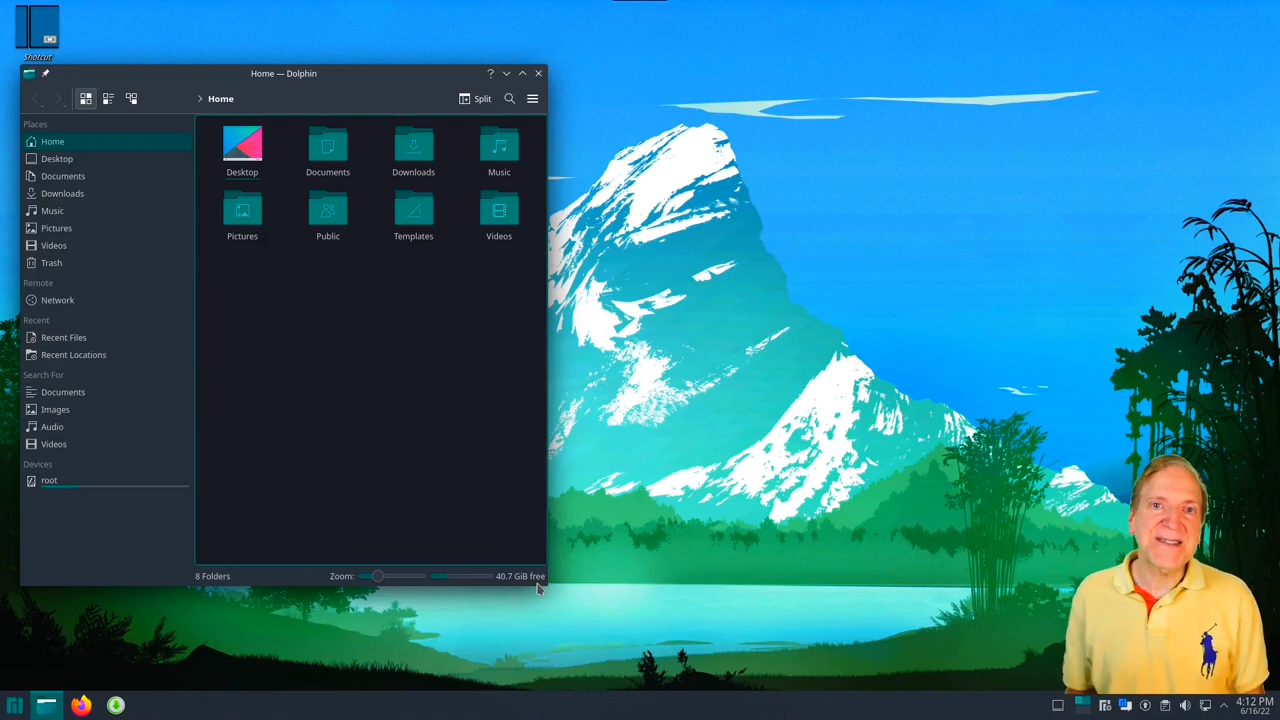 Shotcut
Home — Dolphin
Home
Split
Places
Home
Desktop
Documents
Downloads
Music
Pictures
Videos
Trash
Remote
Network
Recent
Recent Files
Recent Locations
Search For
Documents
Images
Audio
Videos
Devices
root
Desktop
Documents
Downloads
Music
Pictures
Public
Templates
Videos
8 Folders
Zoom:
40.7 GiB free
4:12 PM
6/16/22